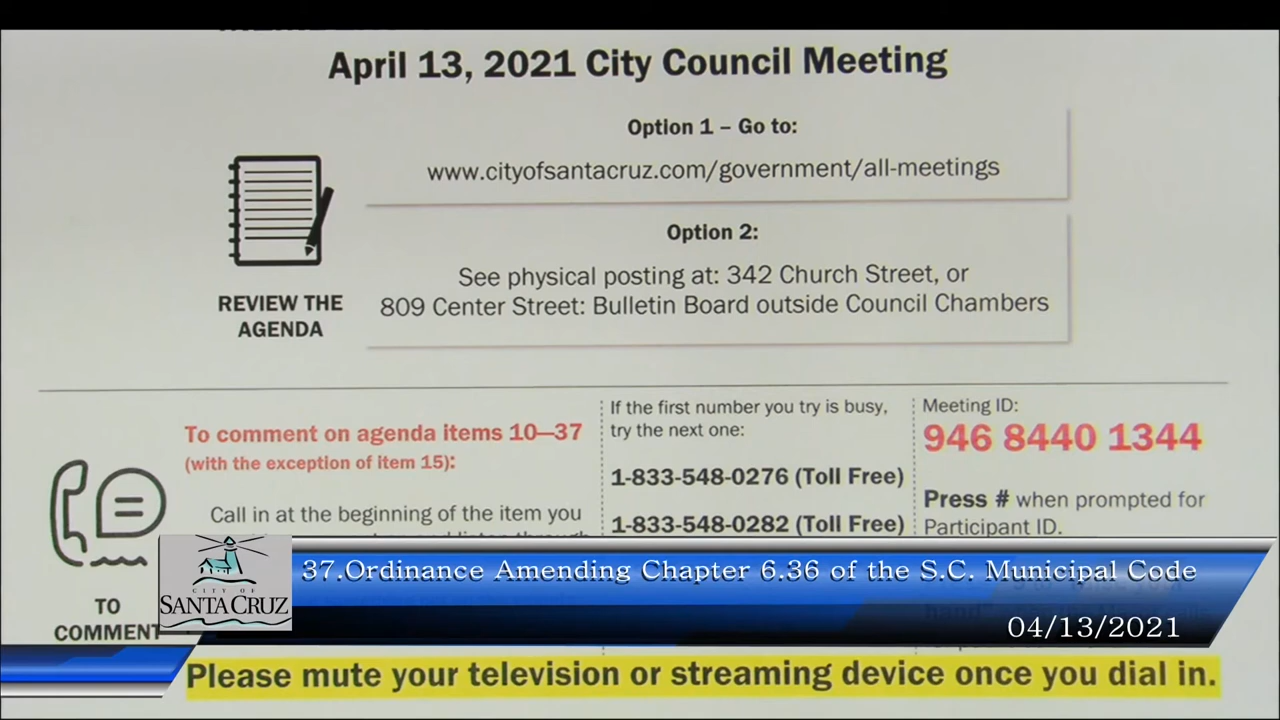 April 13, 2021 City Council Meeting
Option 1 – Go to:
www.cityofsantacruz.com/government/all-meetings
REVIEW THE
AGENDA
Option 2:
See physical posting at: 342 Church Street, or
809 Center Street: Bulletin Board outside Council Chambers
TO
COMMENT
To comment on agenda items 10—37
(with the exception of item 15):
Call in at the beginning of the item you
If the first number you try is busy,
try the next one:
1-833-548-0276 (Toll Free)
1-833-548-0282 (Toll Free)
Meeting ID:
946 8440 1344
Press # when prompted for
Participant ID.
CITY OF
SANTA CRUZ
37.Ordinance Amending Chapter 6.36 of the S.C. Municipal Code
04/13/2021
Please mute your television or streaming device once you dial in.